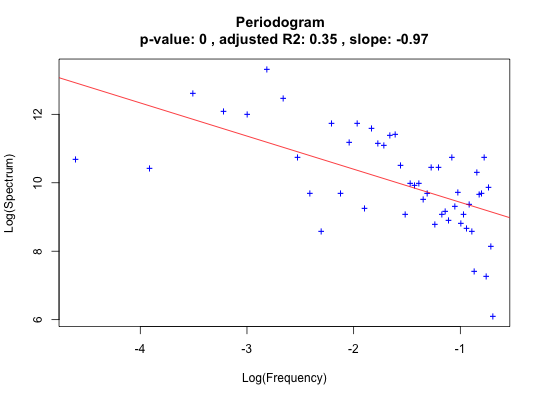 Periodogram
p-value: 0 , adjusted R2: 0.35 , slope: -0.97
Log(Spectrum)
12
10
8
6
-4 -3 -2 -1
Log(Frequency)